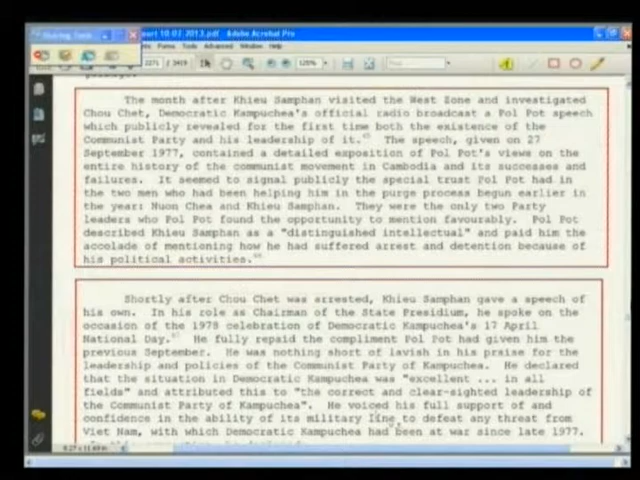 ourt 10-07-2013.pdf - Adobe Acrobat Pro
Forms Tools Advanced Window Help
125%
The month after Khieu Samphan visited the West Zone and investigated
Chou Chet, Democratic Kampuchea's official radio broadcast a Pol Pot speech
which publicly revealed for the first time both the existence of the
Communist Party and his leadership of it. The speech, given on 27
September 1977, contained a detailed exposition of Pol Pot's views on the
entire history of the communist movement in Cambodia and its successes and
failures. It seemed to signal publicly the special trust Pol Pot had in
the two men who had been helping him in the purge process begun earlier in
the year: Nuon Chea and Khieu Samphan. They were the only two Party
leaders who Pol Pot found the opportunity to mention favourably. Pol Pot
described Khieu Samphan as a "distinguished intellectual" and paid him the
accolade of mentioning how he had suffered arrest and detention because of
his political activities.
Shortly after Chou Chet was arrested, Khieu Samphan gave a speech of
his own. In his role as Chairman of the State Presidium, he spoke on the
occasion of the 1978 celebration of Democratic Kampuchea's 17 April
National Day. He fully repaid the compliment Pol Pot had given him the
previous September. He was nothing short of lavish in his praise for the
leadership and policies of the Communist Party of Kampuchea. He declared
that the situation in Democratic Kampuchea was "excellent ... in all
fields" and attributed this to "the correct and clear-sighted leadership of
the Communist Party of Kampuchea". He voiced his full support of and
confidence in the ability of its military line to defeat any threat from
Viet Nam, with which Democratic Kampuchea had been at war since late 1977.